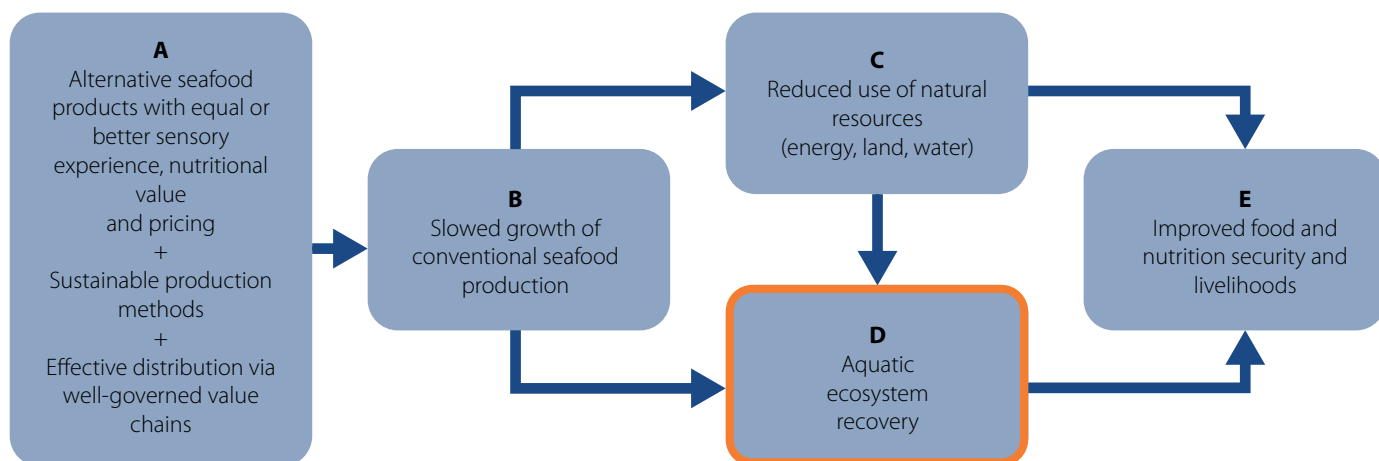 A
Alternative seafood
products with equal or
better sensory
experience, nutritional
value
and pricing
+
Sustainable production
methods
+
Effective distribution via
well-governed value
chains
B
Slowed growth of
conventional seafood
production
C
Reduced use of natural
resources
(energy, land, water)
D
Aquatic
ecosystem
recovery
E
Improved food and
nutrition security and
livelihoods